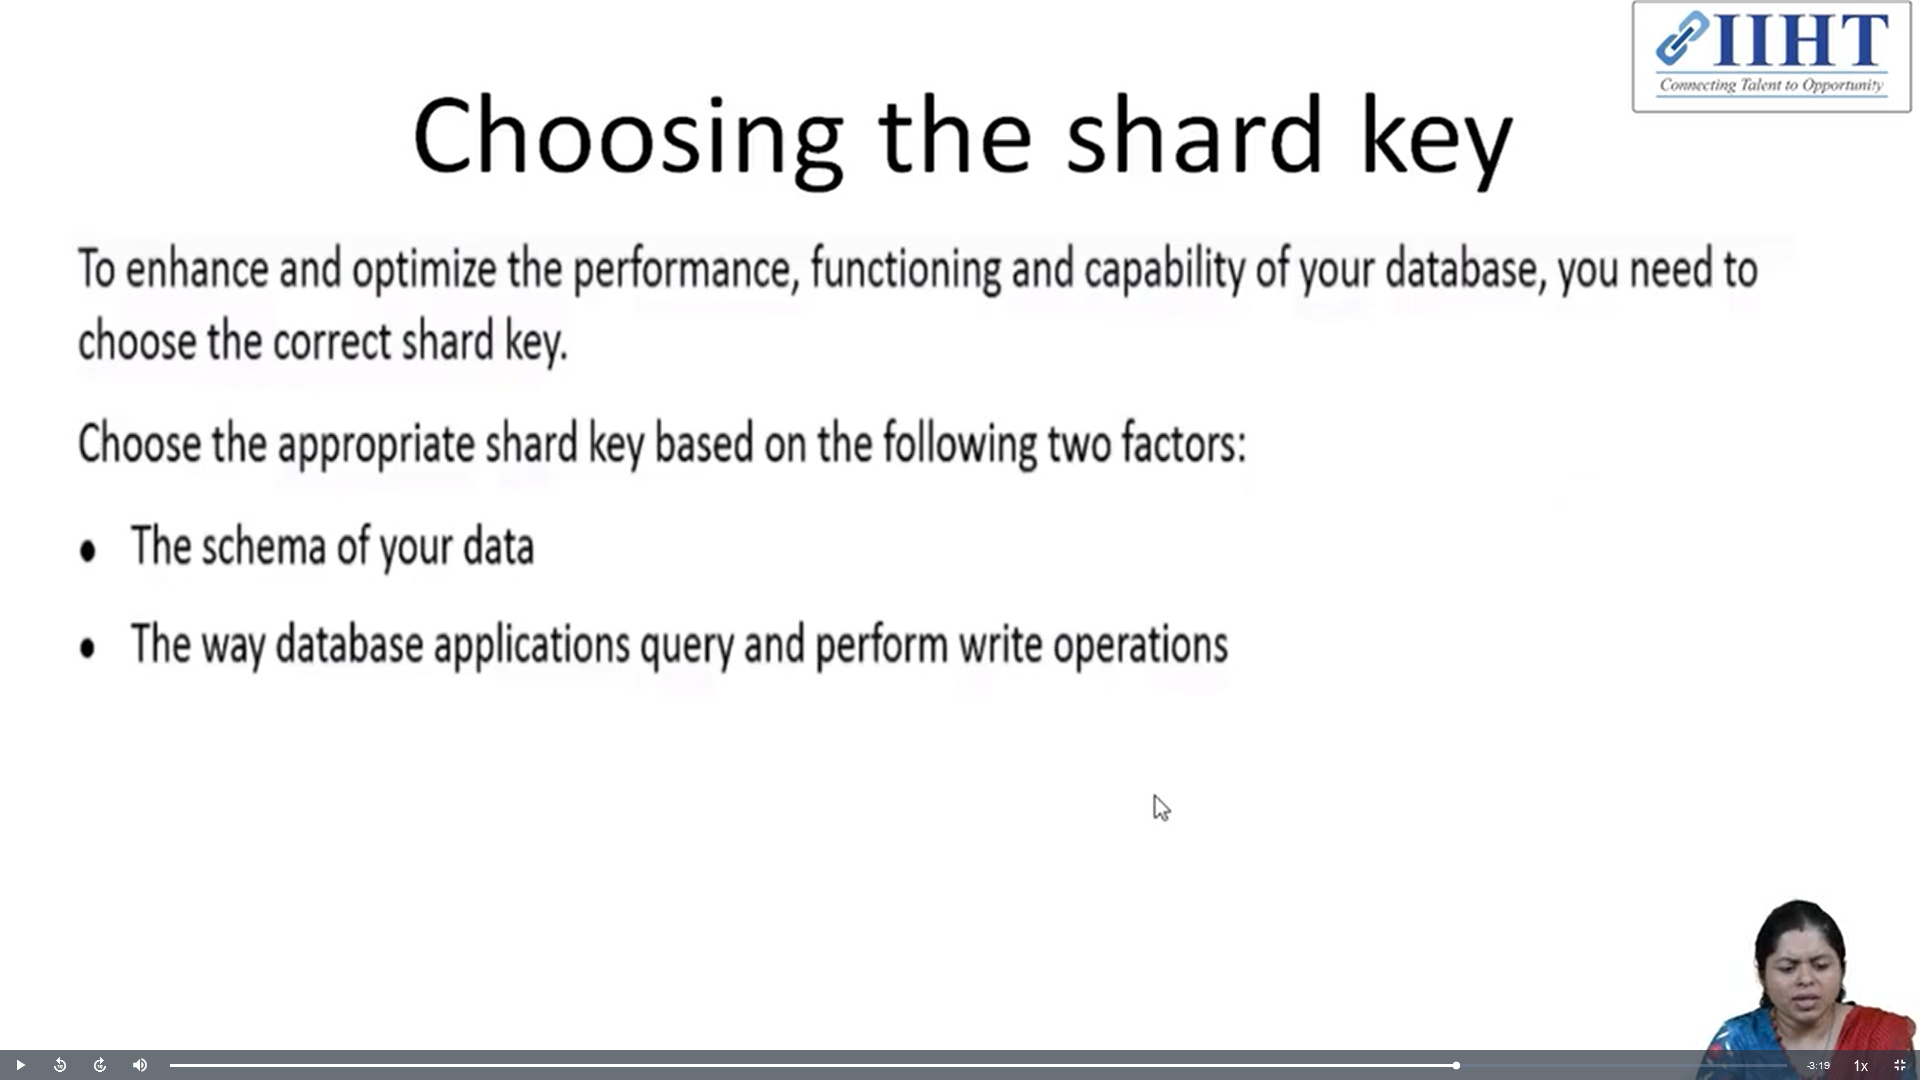 IIHT
Connecting Talent to Opportunity
Choosing the shard key
To enhance and optimize the performance, functioning and capability of your database, you need to
choose the correct shard key.
Choose the appropriate shard key based on the following two factors:
• The schema of your data
• The way database applications query and perform write operations
-3:19
1x